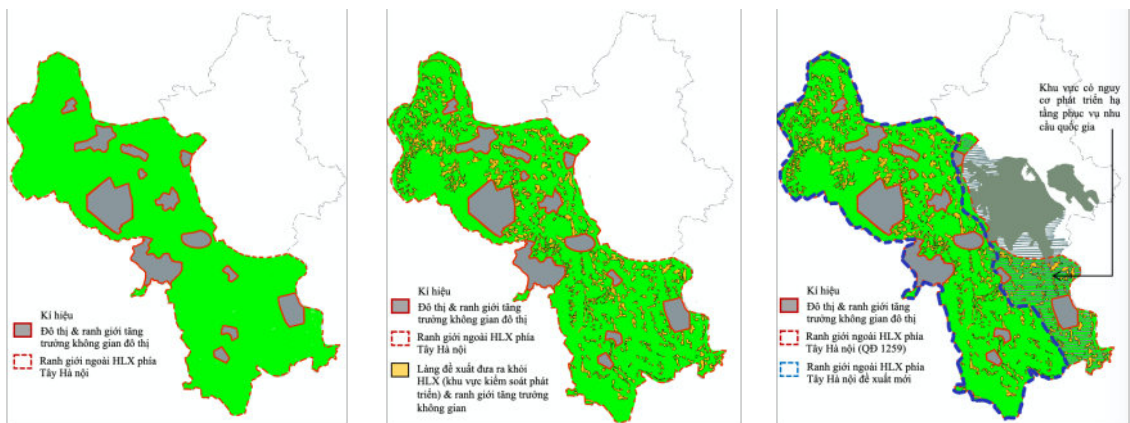 Kí hiệu
Đô thị & ranh giới tăng
trưởng không gian đô thị
Ranh giới ngoài HLX phía
Tây Hà nội
Kí hiệu
Đô thị & ranh giới tăng
trưởng không gian đô thị
Ranh giới ngoài HLX phía
Tây Hà nội
Làng đề xuất đưa ra khỏi
HLX (khu vực kiểm soát phát
triển) & ranh giới tăng trưởng
không gian
Khu vực có nguy
cơ phát triển hạ
tầng phục vụ nhu
cầu quốc gia
Kí hiệu
Đô thị & ranh giới tăng
trưởng không gian đô thị
Ranh giới ngoài HLX phía
Tây Hà nội (QĐ 1259)
Ranh giới ngoài HLX phía
Tây Hà nội đề xuất mới